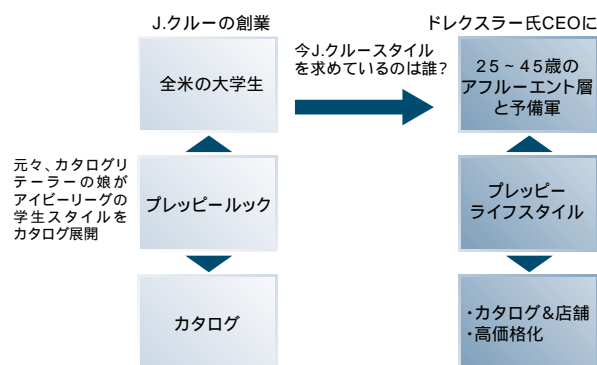 J.クルーの創業
全米の大学生
元々、カタログリ
テーラーの娘が
アイビーリーグの
学生スタイルを
カタログ展開
プレッピールック
カタログ
今J.クルースタイル
を求めているのは誰?
ドレクスラー氏CEOに
25~45歳の
アフルーエント層
と予備軍
プレッピー
ライフスタイル
・カタログ&店舗
・高価格化